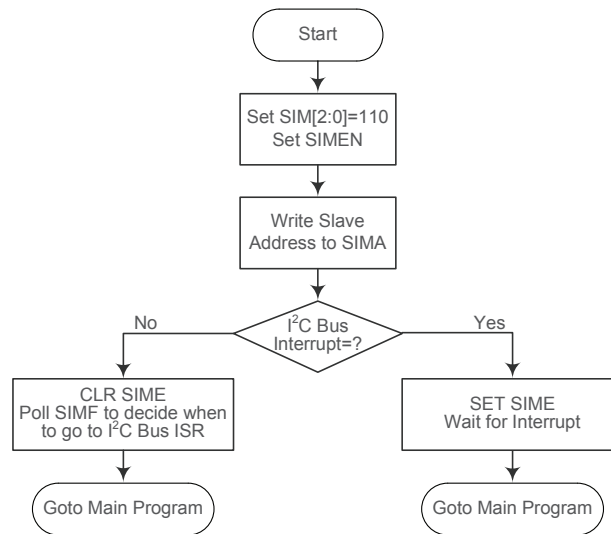 Start
Set SIM[2:0]=110
Set SIMEN
Write Slave
Address to SIMA
No
I²C Bus
Interrupt=?
Yes
CLR SIME
Poll SIMF to decide when
to go to I²C Bus ISR
SET SIME
Wait for Interrupt
Goto Main Program
Goto Main Program